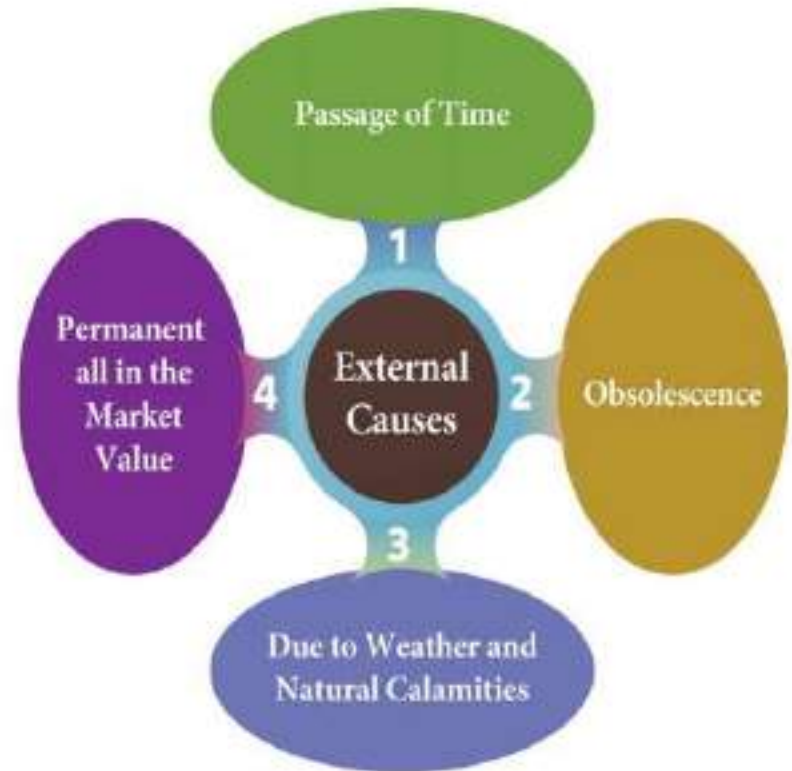 Passage of Time
1
External
Causes
2
Obsolescence
3
Due to Weather and
Natural Calamities
4
Permanent
all in the
Market
Value